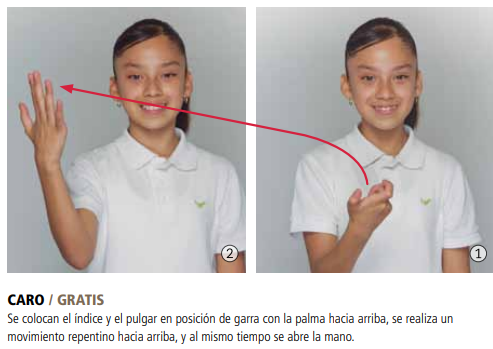 2
1
CARO / GRATIS
Se colocan el índice y el pulgar en posición de garra con la palma hacia arriba, se realiza un
movimiento repentino hacia arriba, y al mismo tiempo se abre la mano.